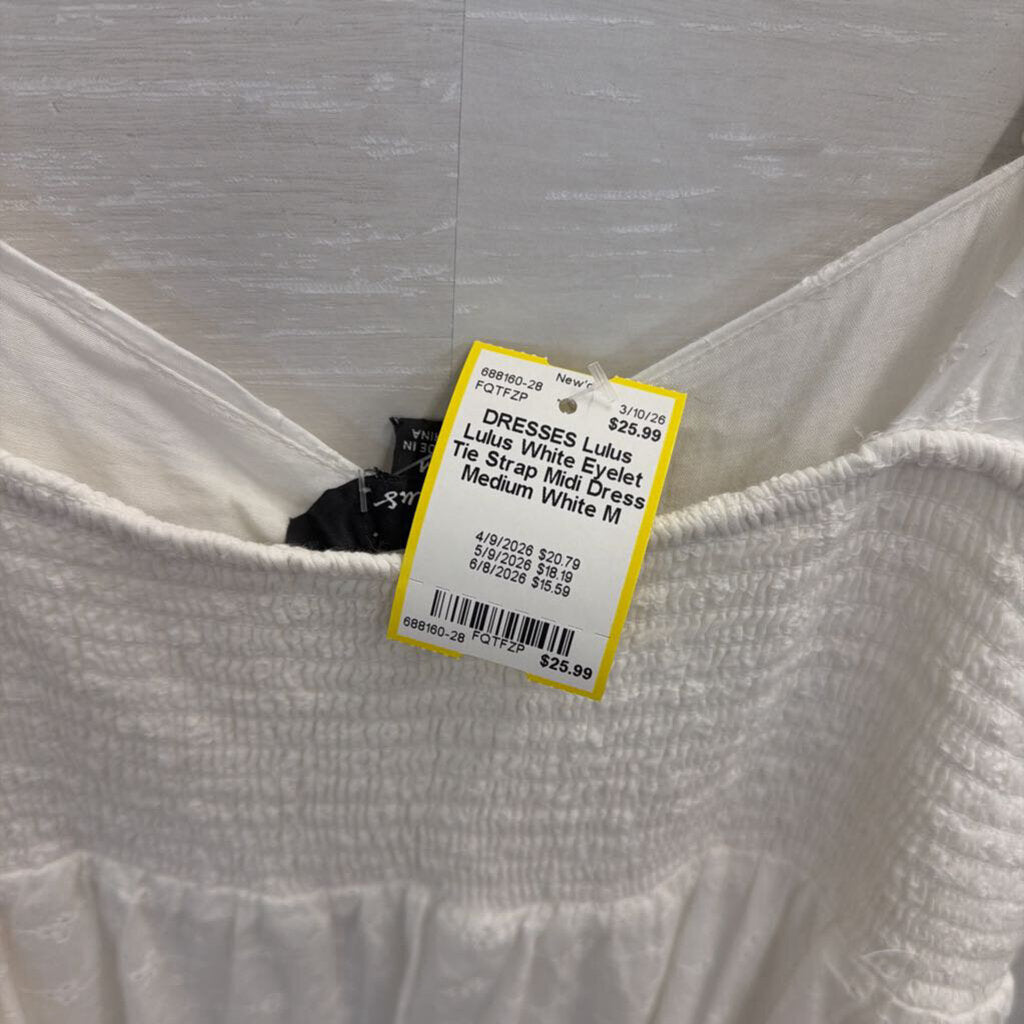 688160-28 New'r
FQTFZP 3/10/26
$25.99
DRESSES Lulus
Lulus White Eyelet
Tie Strap Midi Dress
Medium White M
4/9/2026 $20.79
5/9/2026 $18.19
6/8/2026 $15.59
688160-28 FQTFZP
$25.99
MADE IN